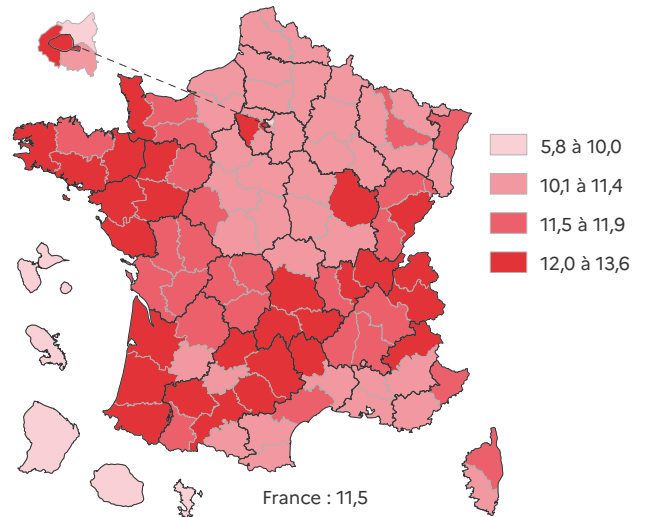 5,8 à 10,0
10,1 à 11,4
11,5 à 11,9
12,0 à 13,6
France : 11,5